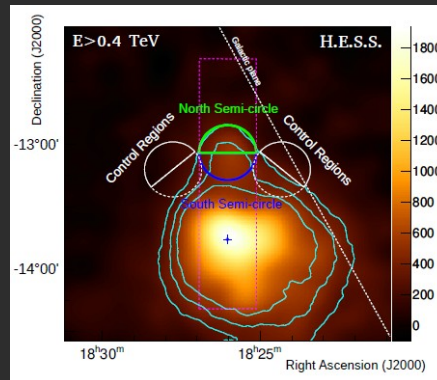 E>0.4 TeV
H.E.S.S.
Galactic plane
North Semi-circle
Control Regions
Control Regions
South Semi-circle
Declination (J2000)
-13°00'
-14°00'
18ʰ30ᵐ
18ʰ25ᵐ
Right Ascension (J2000)
1800
1600
1400
1200
1000
800
600
400
200
0
-200